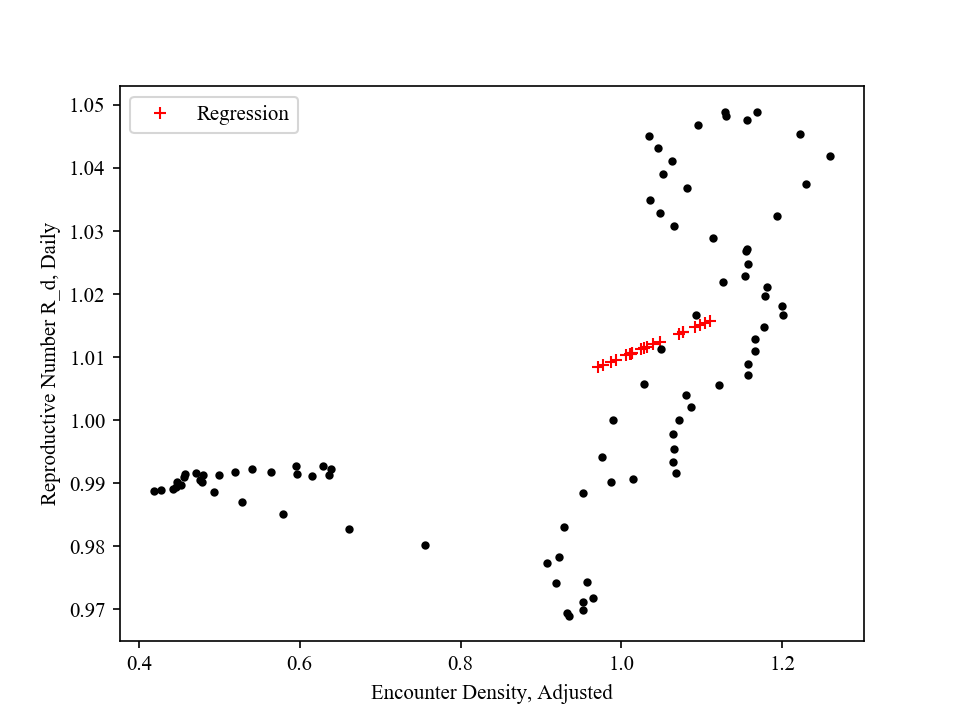 Regression
1.05
1.04
1.03
1.02
1.01
1.00
0.99
0.98
0.97
Reproductive Number R_d, Daily
0.4 0.6 0.8 1.0 1.2
Encounter Density, Adjusted